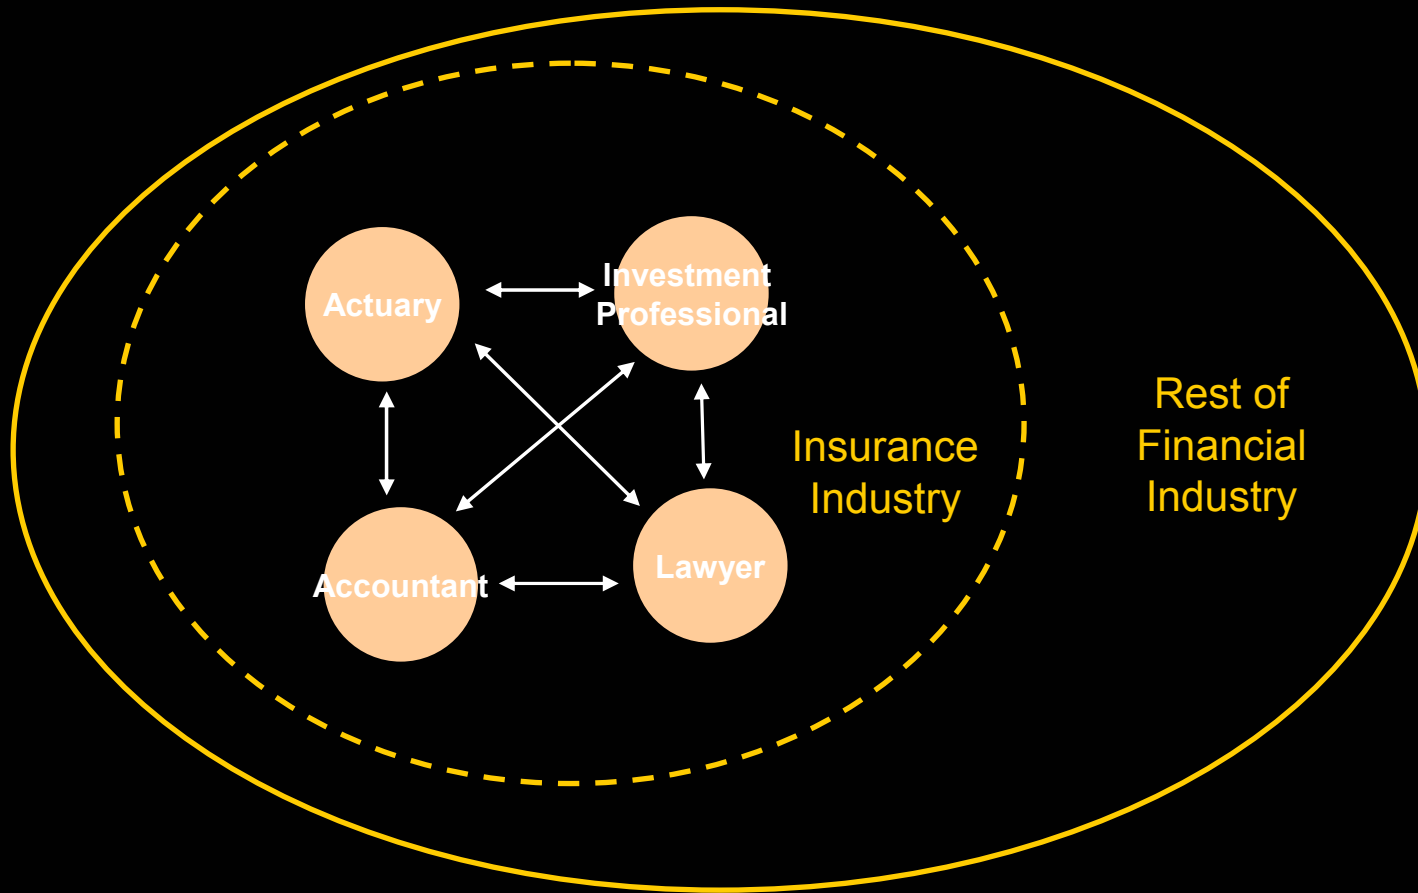 Actuary
Investment
Professional
Accountant
Lawyer
Insurance
Industry
Rest of
Financial
Industry